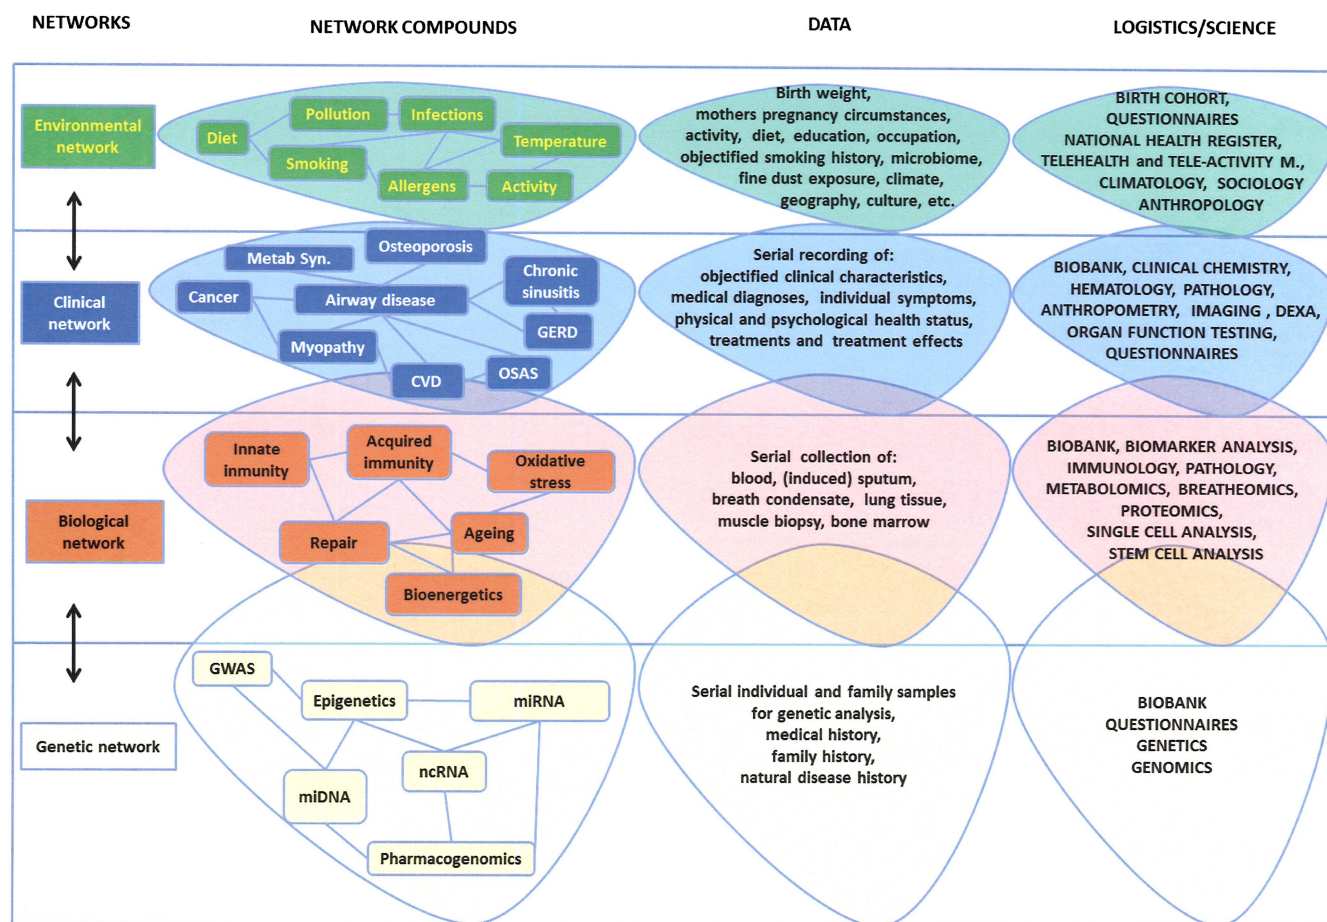 NETWORKS
NETWORK COMPOUNDS
DATA
LOGISTICS/SCIENCE
Environmental
network
Diet
Pollution
Infections
Temperature
Smoking
Allergens
Activity
Birth weight,
mothers pregnancy circumstances,
activity, diet, education, occupation,
objectified smoking history, microbiome,
fine dust exposure, climate,
geography, culture, etc.
BIRTH COHORT,
QUESTIONNAIRES
NATIONAL HEALTH REGISTER,
TELEHEALTH and TELE-ACTIVITY M.,
CLIMATOLOGY, SOCIOLOGY
ANTHROPOLOGY
Clinical
network
Metab Syn.
Osteoporosis
Cancer
Airway disease
Chronic
sinusitis
GERD
Myopathy
CVD
OSAS
Serial recording of:
objectified clinical characteristics,
medical diagnoses, individual symptoms,
physical and psychological health status,
treatments and treatment effects
BIOBANK, CLINICAL CHEMISTRY,
HEMATOLOGY, PATHOLOGY,
ANTHROPOMETRY, IMAGING , DEXA,
ORGAN FUNCTION TESTING,
QUESTIONNAIRES
Biological
network
Innate
inmunity
Acquired
immunity
Oxidative
stress
Repair
Ageing
Bioenergetics
Serial collection of:
blood, (induced) sputum,
breath condensate, lung tissue,
muscle biopsy, bone marrow
BIOBANK, BIOMARKER ANALYSIS,
IMMUNOLOGY, PATHOLOGY,
METABOLOMICS, BREATHEOMICS,
PROTEOMICS,
SINGLE CELL ANALYSIS,
STEM CELL ANALYSIS
Genetic network
GWAS
Epigenetics
miRNA
ncRNA
miDNA
Pharmacogenomics
Serial individual and family samples
for genetic analysis,
medical history,
family history,
natural disease history
BIOBANK
QUESTIONNAIRES
GENETICS
GENOMICS